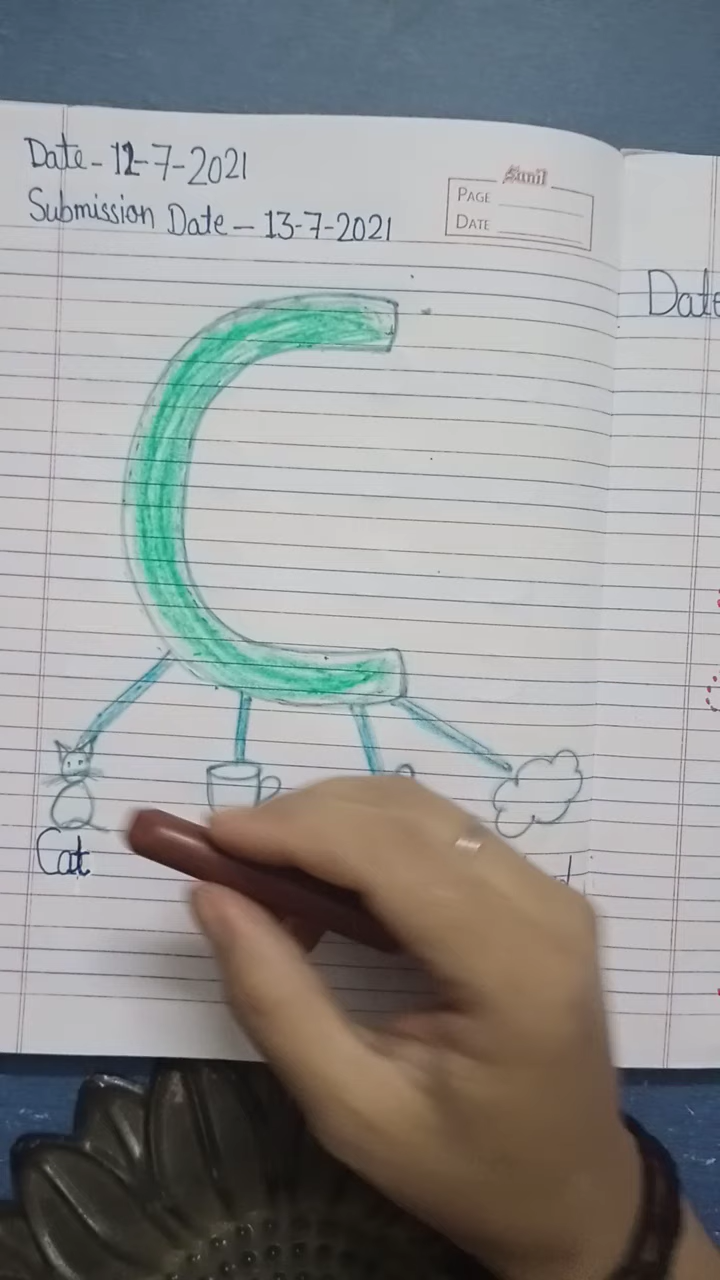 Date - 12-7-2021
Sunil
PAGE
Submission Date - 13-7-2021
DATE
Date
C
Cat